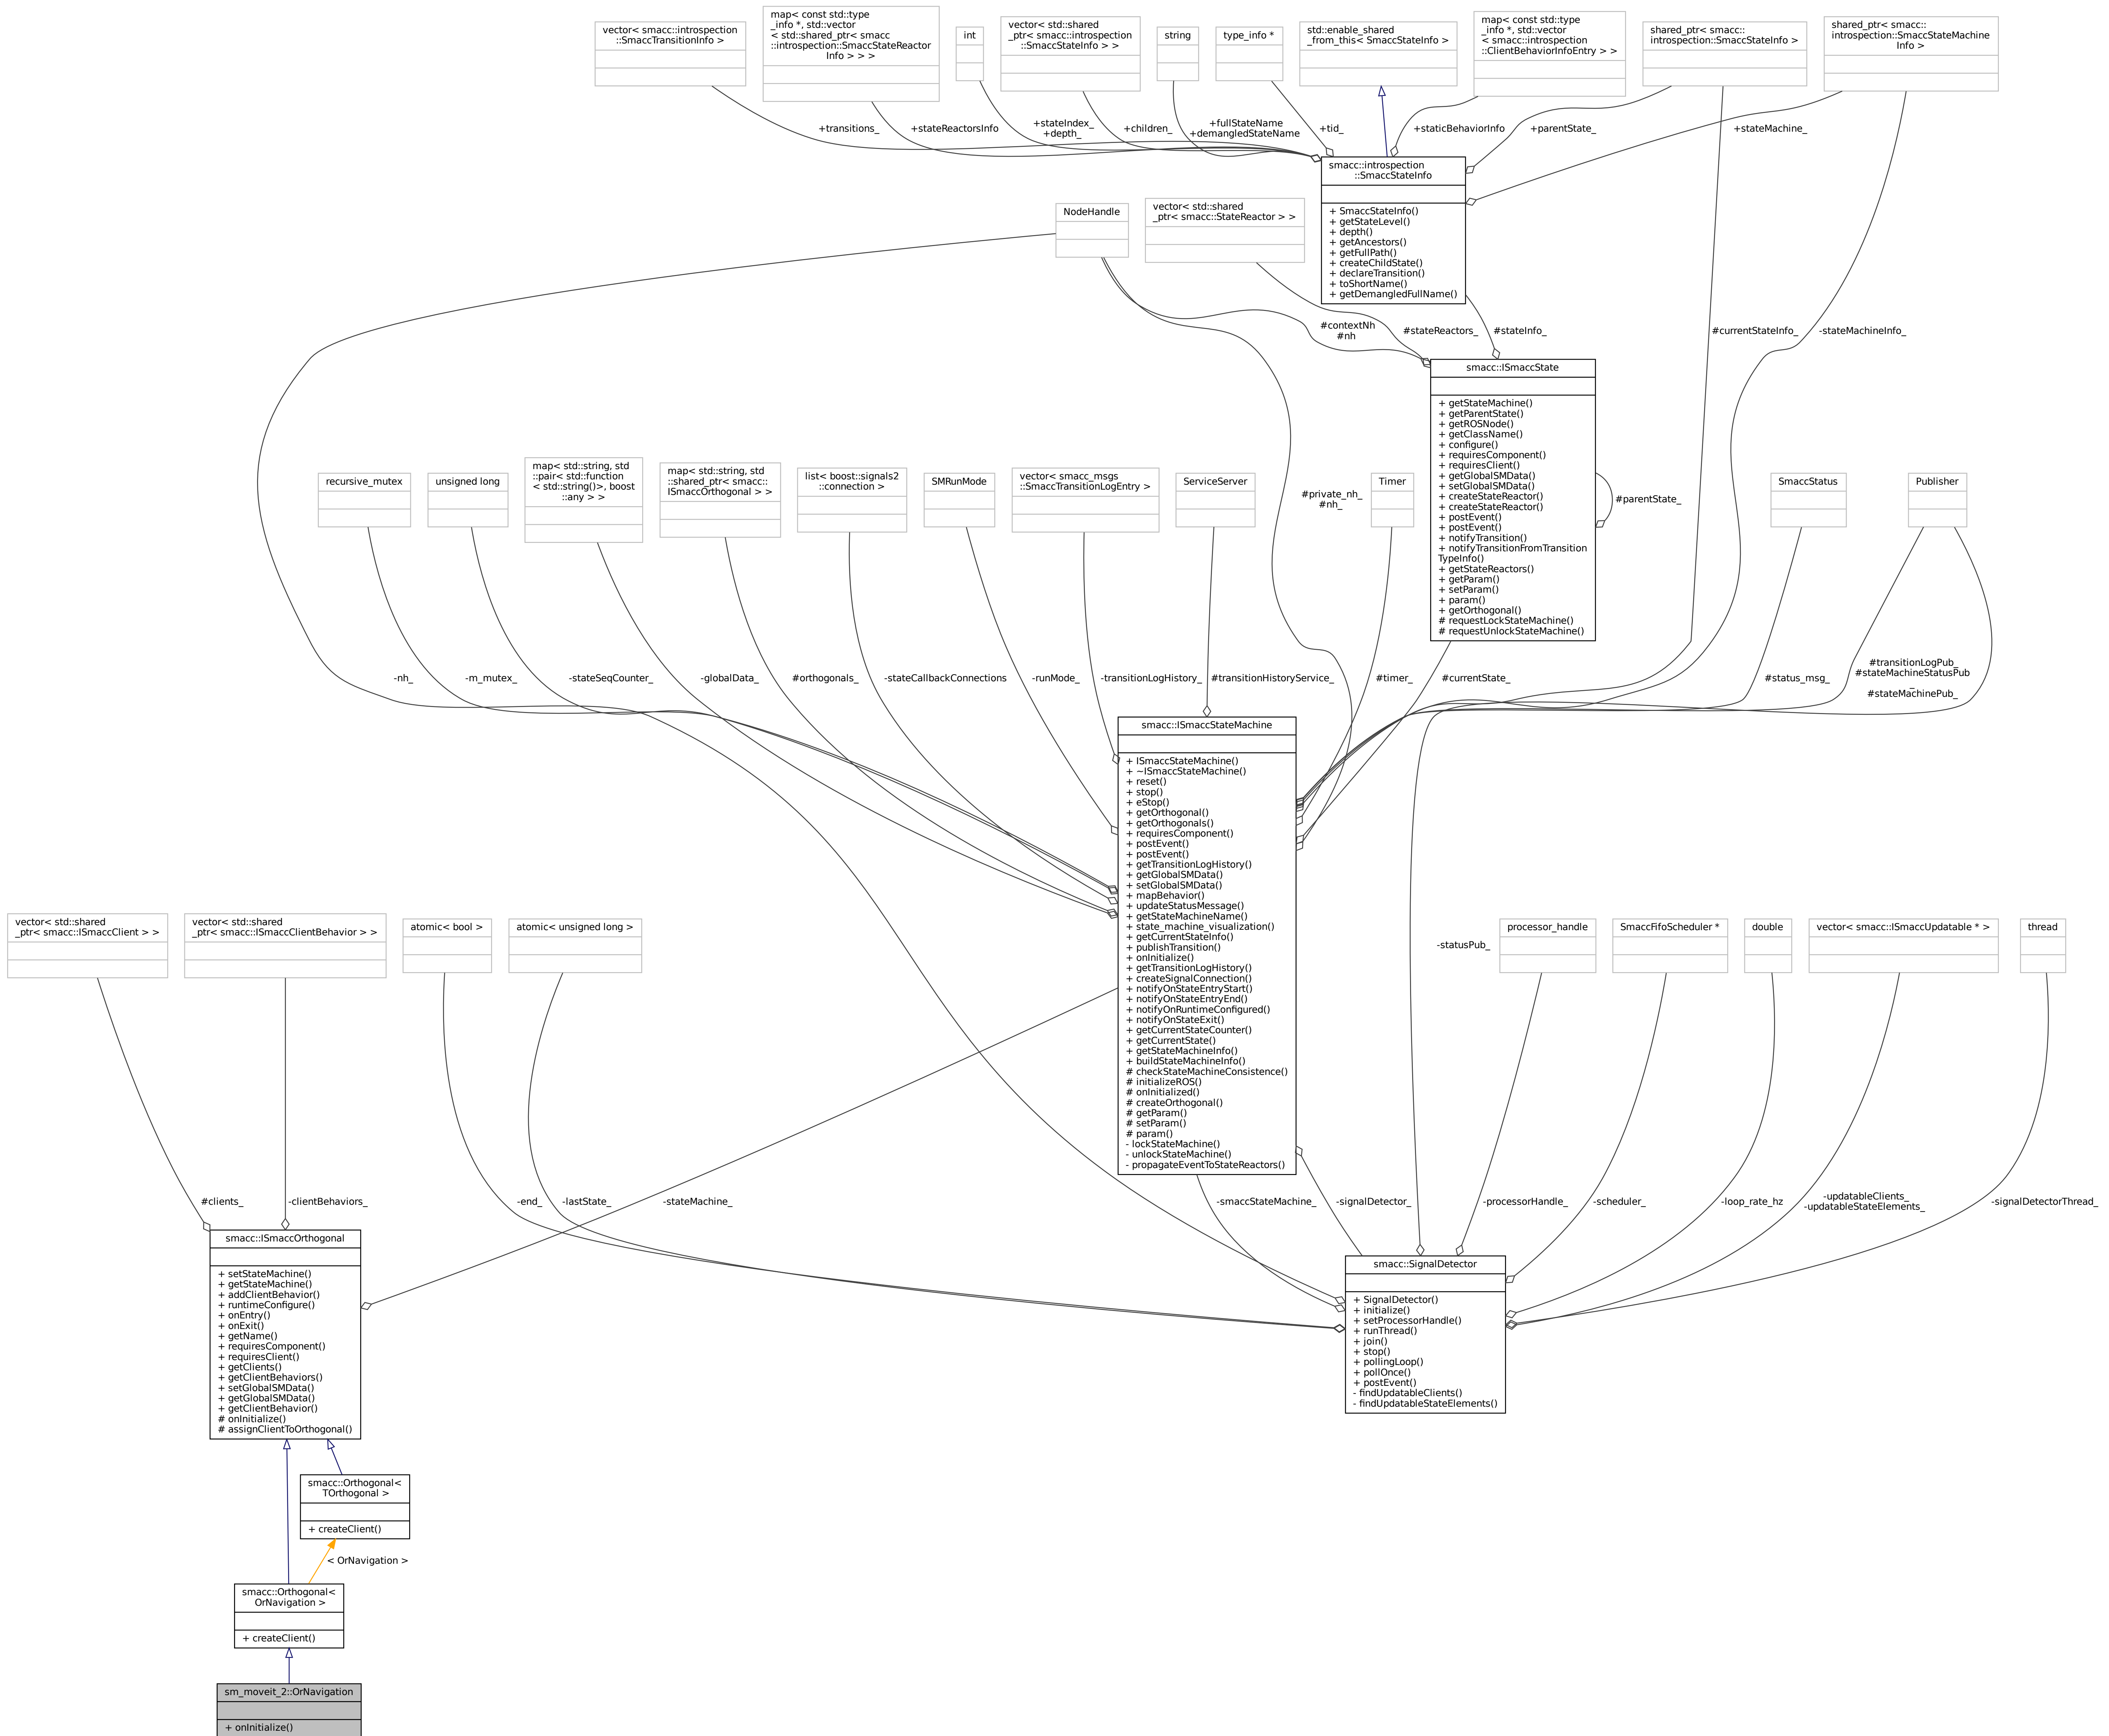 vector< smacc::introspection
::SmaccTransitionInfo >
map< const std::type
_info *, std::vector
< std::shared_ptr< smacc
::introspection::SmaccStateReactor
Info > > >
int
vector< std::shared
_ptr< smacc::introspection
::SmaccStateInfo > >
string
type_info *
std::enable_shared
_from_this< SmaccStateInfo >
map< const std::type
_info *, std::vector
< smacc::introspection
::ClientBehaviorInfoEntry > >
shared_ptr< smacc::
introspection::SmaccStateInfo >
shared_ptr< smacc::
introspection::SmaccStateMachine
Info >
+transitions_
+stateReactorsInfo
+stateIndex_
+depth_
+children_
+fullStateName
+demangledStateName
+tid_
+staticBehaviorInfo
+parentState_
+stateMachine_
smacc::introspection
::SmaccStateInfo
+ SmaccStateInfo()
+ getStateLevel()
+ depth()
+ getAncestors()
+ getFullPath()
+ createChildState()
+ declareTransition()
+ toShortName()
+ getDemangledFullName()
NodeHandle
vector< std::shared
_ptr< smacc::StateReactor > >
#contextNh
#nh
#stateReactors_
#stateInfo_
#currentStateInfo_
-stateMachineInfo_
smacc::ISmaccState
+ getStateMachine()
+ getParentState()
+ getROSNode()
+ getClassName()
+ configure()
+ requiresComponent()
+ requiresClient()
+ getGlobalSMData()
+ setGlobalSMData()
+ createStateReactor()
+ createStateReactor()
+ postEvent()
+ postEvent()
+ notifyTransition()
+ notifyTransitionFromTransition
TypeInfo()
+ getStateReactors()
+ getParam()
+ setParam()
+ param()
+ getOrthogonal()
# requestLockStateMachine()
# requestUnlockStateMachine()
#parentState_
recursive_mutex
unsigned long
map< std::string, std
::pair< std::function
< std::string()>, boost
::any > >
map< std::string, std
::shared_ptr< smacc::
ISmaccOrthogonal > >
list< boost::signals2
::connection >
SMRunMode
vector< smacc_msgs
::SmaccTransitionLogEntry >
ServiceServer
#private_nh_
#nh_
Timer
SmaccStatus
Publisher
-nh_
-m_mutex_
-stateSeqCounter_
-globalData_
#orthogonals_
-stateCallbackConnections
-runMode_
-transitionLogHistory_
#transitionHistoryService_
#timer_
#currentState_
#status_msg_
#transitionLogPub_
#stateMachineStatusPub
_
#stateMachinePub_
smacc::ISmaccStateMachine
+ ISmaccStateMachine()
+ ~ISmaccStateMachine()
+ reset()
+ stop()
+ eStop()
+ getOrthogonal()
+ getOrthogonals()
+ requiresComponent()
+ postEvent()
+ postEvent()
+ getTransitionLogHistory()
+ getGlobalSMData()
+ setGlobalSMData()
+ mapBehavior()
+ updateStatusMessage()
+ getStateMachineName()
+ state_machine_visualization()
+ getCurrentStateInfo()
+ publishTransition()
+ onInitialize()
+ getTransitionLogHistory()
+ createSignalConnection()
+ notifyOnStateEntryStart()
+ notifyOnStateEntryEnd()
+ notifyOnRuntimeConfigured()
+ notifyOnStateExit()
+ getCurrentStateCounter()
+ getCurrentState()
+ getStateMachineInfo()
+ buildStateMachineInfo()
# checkStateMachineConsistence()
# initializeROS()
# onInitialized()
# createOrthogonal()
# getParam()
# setParam()
# param()
- lockStateMachine()
- unlockStateMachine()
- propagateEventToStateReactors()
vector< std::shared
_ptr< smacc::ISmaccClient > >
vector< std::shared
_ptr< smacc::ISmaccClientBehavior > >
atomic< bool >
atomic< unsigned long >
-statusPub_
processor_handle
SmaccFifoScheduler *
double
vector< smacc::ISmaccUpdatable * >
thread
#clients_
-clientBehaviors_
-end_
-lastState_
-stateMachine_
-smaccStateMachine_
-signalDetector_
-processorHandle_
-scheduler_
-loop_rate_hz
-updatableClients_
-updatableStateElements_
-signalDetectorThread_
smacc::ISmaccOrthogonal
+ setStateMachine()
+ getStateMachine()
+ addClientBehavior()
+ runtimeConfigure()
+ onEntry()
+ onExit()
+ getName()
+ requiresComponent()
+ requiresClient()
+ getClients()
+ getClientBehaviors()
+ setGlobalSMData()
+ getGlobalSMData()
+ getClientBehavior()
# onInitialize()
# assignClientToOrthogonal()
smacc::SignalDetector
+ SignalDetector()
+ initialize()
+ setProcessorHandle()
+ runThread()
+ join()
+ stop()
+ pollingLoop()
+ pollOnce()
+ postEvent()
- findUpdatableClients()
- findUpdatableStateElements()
smacc::Orthogonal<
TOrthogonal >
+ createClient()
< OrNavigation >
smacc::Orthogonal<
OrNavigation >
+ createClient()
sm_moveit_2::OrNavigation
+ onInitialize()